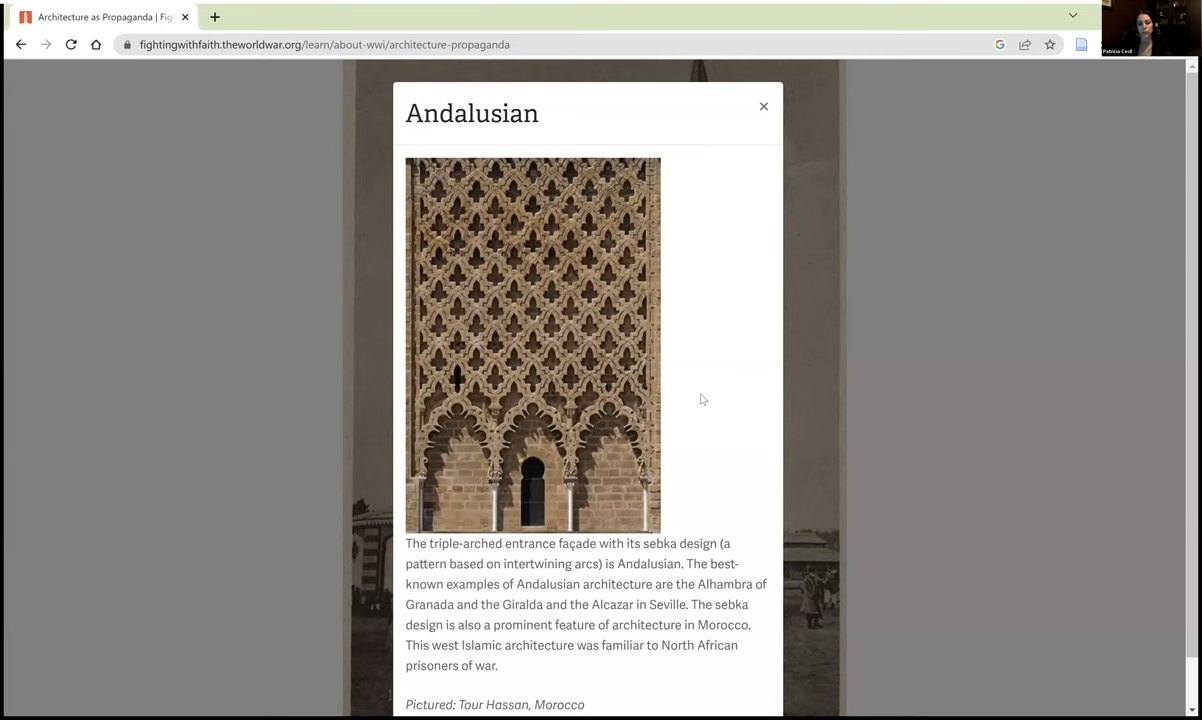 Architecture as Propaganda | Fig
fightingwithfaith.theworldwar.org/learn/about-wwi/architecture-propaganda
Patricia Cecil
Andalusian
The triple-arched entrance façade with its sebka design (a
pattern based on intertwining arcs) is Andalusian. The best-
known examples of Andalusian architecture are the Alhambra of
Granada and the Giralda and the Alcazar in Seville. The sebka
design is also a prominent feature of architecture in Morocco.
This west Islamic architecture was familiar to North African
prisoners of war.
Pictured: Tour Hassan, Morocco